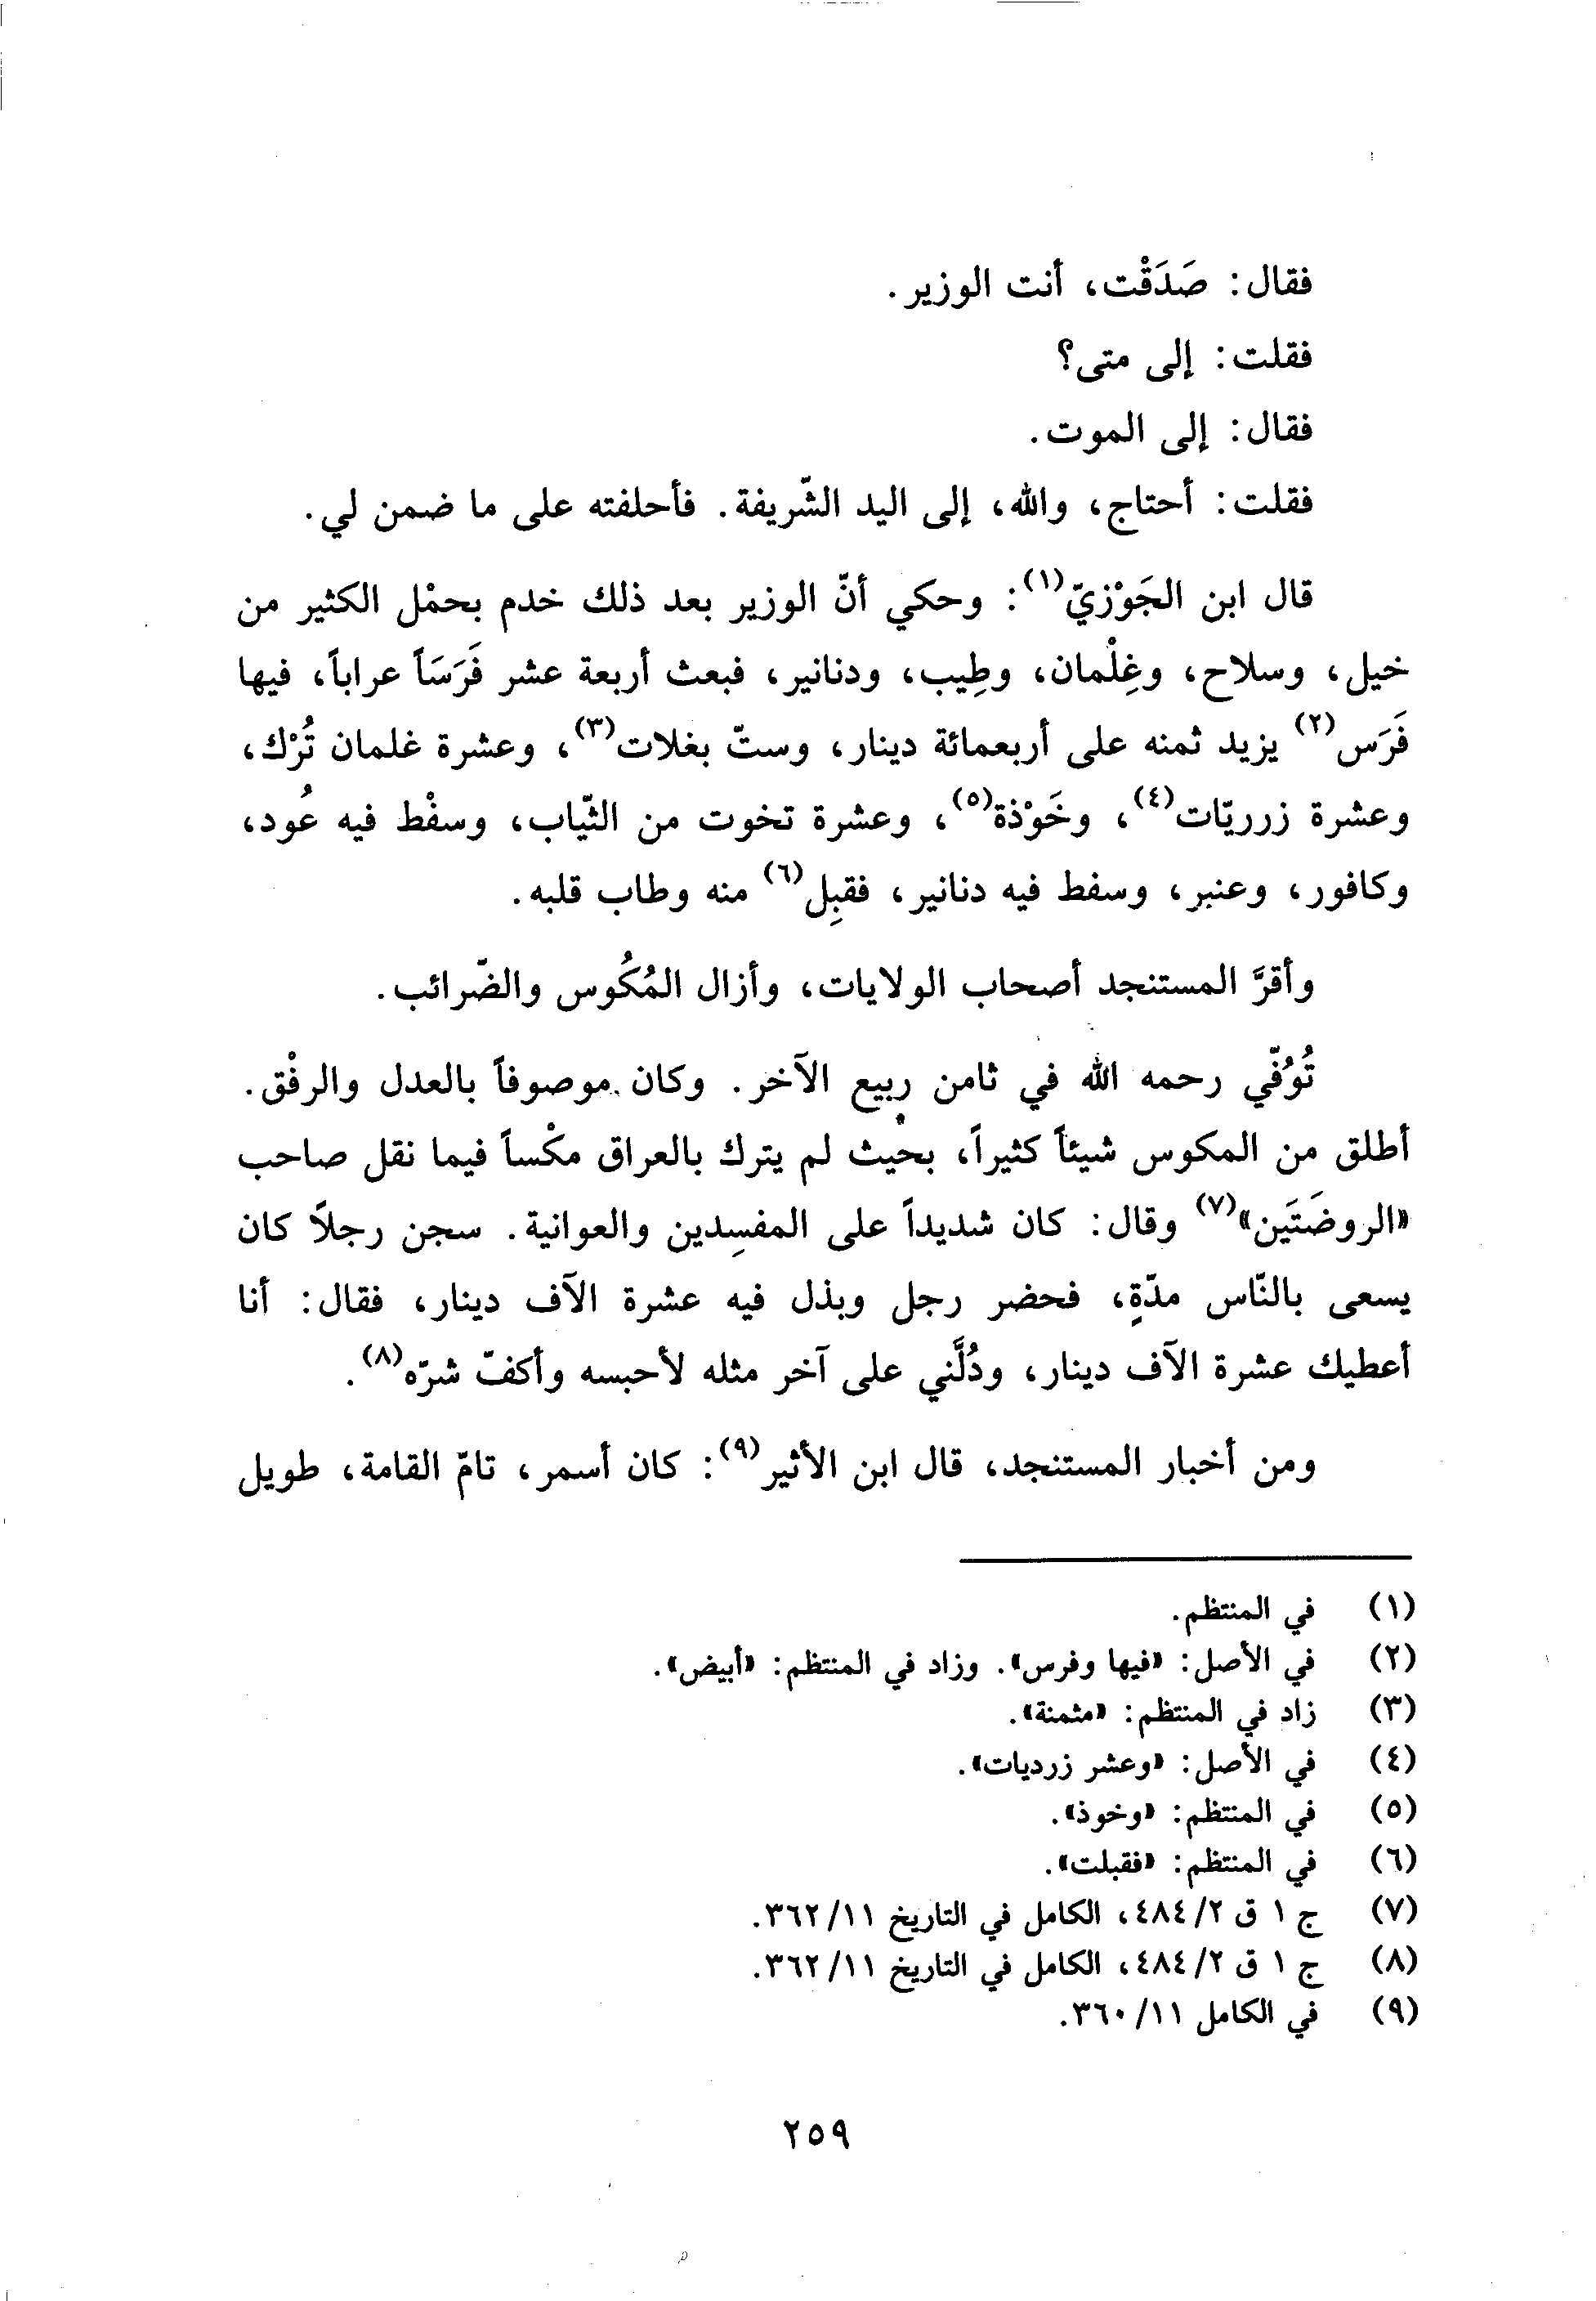 فقال: صَدَقْت، أنت الوزير.
فقلت: إلى متى؟
فقال: إلى الموت.
فقلت: أحتاج، والله، إلى اليد الشّريفة. فأحلفته على ما ضمن لي.
قال ابن الجَوْزيّ(١): وحكي أنّ الوزير بعد ذلك خدم بحمْل الكثير من
خيل، وسلاح، وغِلْمان، وطِيب، ودنانير، فبعث أربعة عشر فَرَسَاً عراباً، فيها
فَرَس(٢) يزيد ثمنه على أربعمائة دينار، وستّ بغلات(٣)، وعشرة غلمان تُرْك،
وعشرة زرريّات(٤)، وخَوْذة(٥)، وعشرة تخوت من الثّياب، وسفْط فيه عُود،
وكافور، وعنبر، وسفط فيه دنانير، فقبِل(٦) منه وطاب قلبه.
وأقرَّ المستنجد أصحاب الولايات، وأزال المُكُوس والضّرائب.
تُوُفّي رحمه الله في ثامن ربيع الآخر. وكان موصوفاً بالعدل والرفْق.
أطلق من المكوس شيئاً كثيراً، بحيث لم يترك بالعراق مكْساً فيما نقل صاحب
«الروضَتَين»(٧) وقال: كان شديداً على المفسِدين والعوانية. سجن رجلاً كان
يسعى بالنّاس مدّةٍ، فحضر رجل وبذل فيه عشرة الآف دينار، فقال: أنا
أعطيك عشرة الآف دينار، ودُلَّني على آخر مثله لأحبسه وأكفّ شرّه(٨).
ومن أخبار المستنجد، قال ابن الأثير(٩): كان أسمر، تامّ القامة، طويل
(١) في المنتظم.
(٢) في الأصل: «فيها وفرس». وزاد في المنتظم: «أبيض».
(٣) زاد في المنتظم: «مثمنة».
(٤) في الأصل: «وعشر زرديات».
(٥) في المنتظم: «وخوذ».
(٦) في المنتظم: «فقبلت».
(٧) ج ١ ق ٢/ ٤٨٤، الكامل في التاريخ ١١/ ٣٦٢.
(٨) ج ١ ق ٢/ ٤٨٤، الكامل في التاريخ ١١/ ٣٦٢.
(٩) في الكامل ١١/ ٣٦٠.
٢٥٩